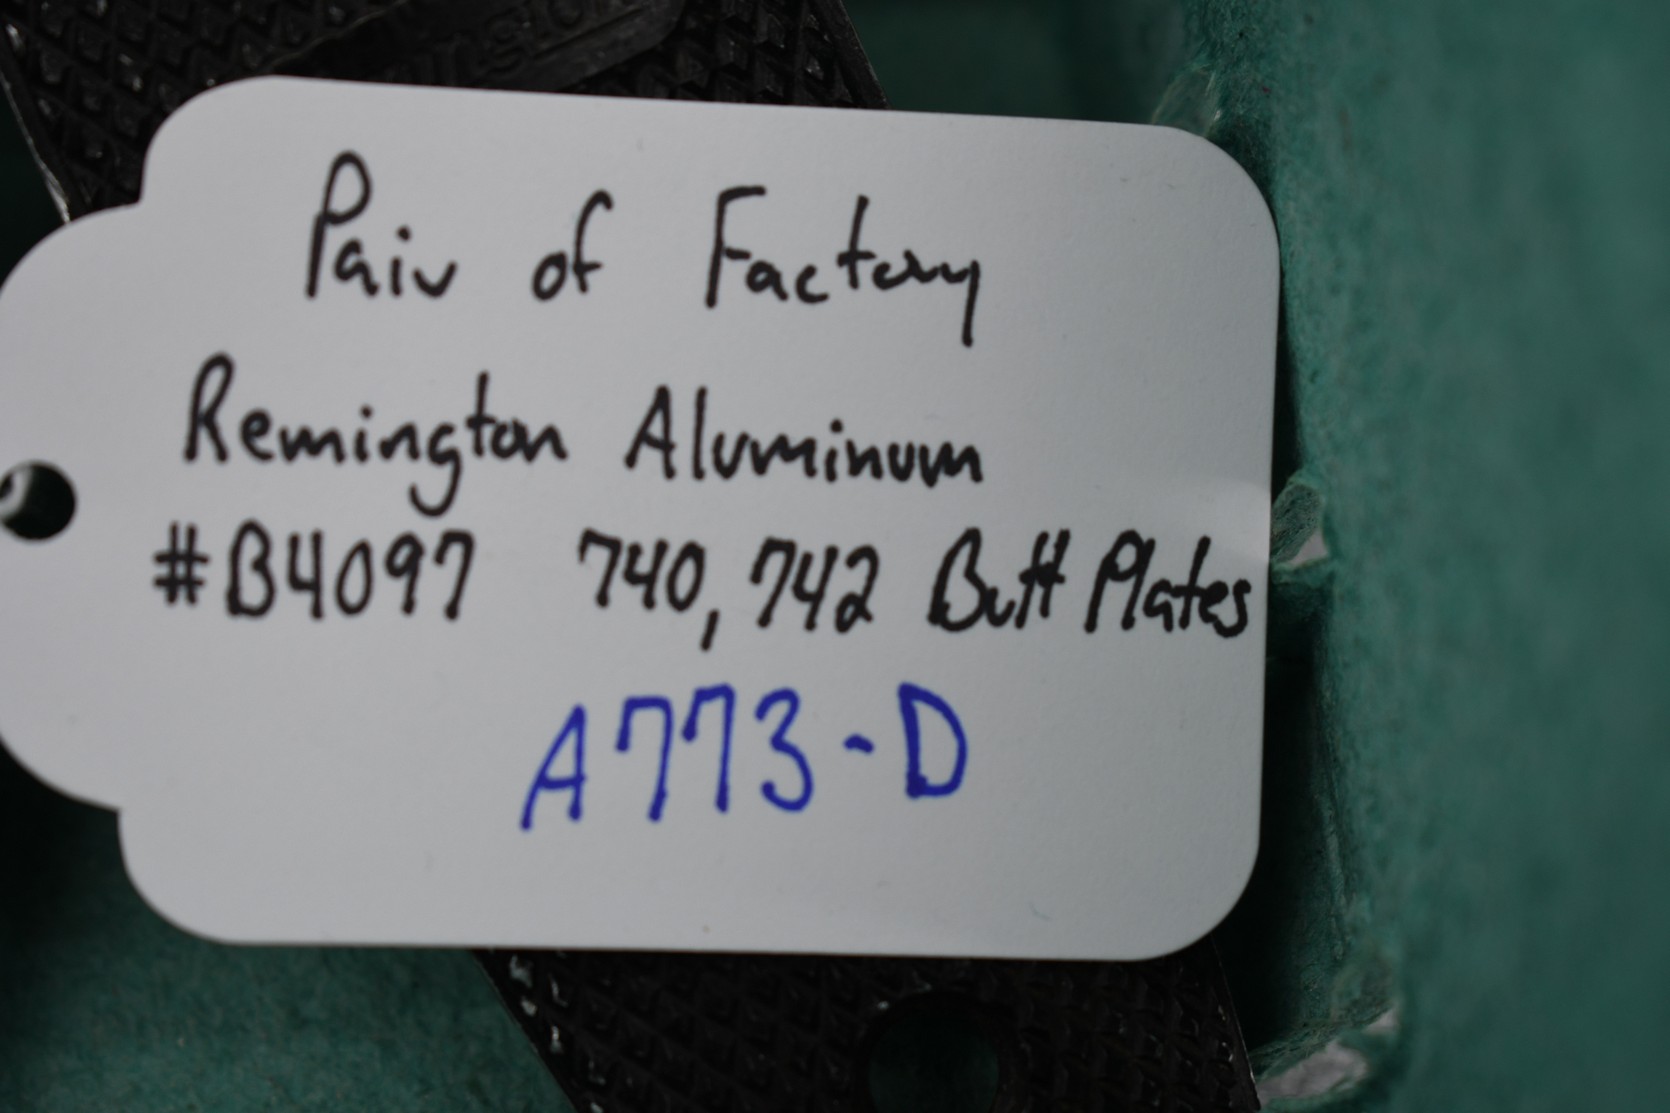 Pair of Factory
Remington Aluminum
#B4097 740, 742 Butt Plates
A773-D